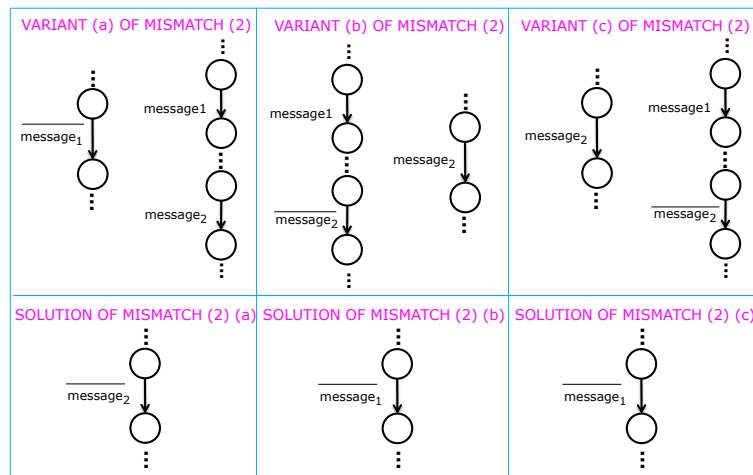 VARIANT (a) OF MISMATCH (2)
message₁
message1
message₂
VARIANT (b) OF MISMATCH (2)
message1
message₂
message₂
VARIANT (c) OF MISMATCH (2)
message₂
message1
message₂
SOLUTION OF MISMATCH (2) (a)
message₂
SOLUTION OF MISMATCH (2) (b)
message₁
SOLUTION OF MISMATCH (2) (c)
message₁